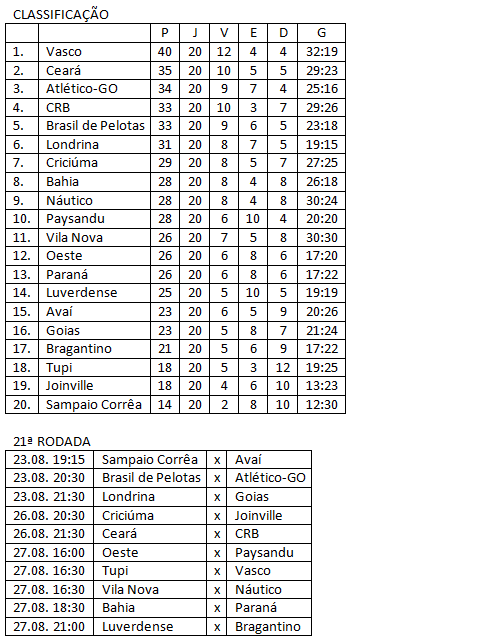 CLASSIFICAÇÃO
P J V E D G
1. Vasco 40 20 12 4 4 32:19
2. Ceará 35 20 10 5 5 29:23
3. Atlético-GO 34 20 9 7 4 25:16
4. CRB 33 20 10 3 7 29:26
5. Brasil de Pelotas 33 20 9 6 5 23:18
6. Londrina 31 20 8 7 5 19:15
7. Criciúma 29 20 8 5 7 27:25
8. Bahia 28 20 8 4 8 26:18
9. Náutico 28 20 8 4 8 30:24
10. Paysandu 28 20 6 10 4 20:20
11. Vila Nova 26 20 7 5 8 30:30
12. Oeste 26 20 6 8 6 17:20
13. Paraná 26 20 6 8 6 17:22
14. Luverdense 25 20 5 10 5 19:19
15. Avaí 23 20 6 5 9 20:26
16. Goias 23 20 5 8 7 21:24
17. Bragantino 21 20 5 6 9 17:22
18. Tupi 18 20 5 3 12 19:25
19. Joinville 18 20 4 6 10 13:23
20. Sampaio Corrêa 14 20 2 8 10 12:30
21ª RODADA
23.08. 19:15 Sampaio Corrêa x Avaí
23.08. 20:30 Brasil de Pelotas x Atlético-GO
23.08. 21:30 Londrina x Goias
26.08. 20:30 Criciúma x Joinville
26.08. 21:30 Ceará x CRB
27.08. 16:00 Oeste x Paysandu
27.08. 16:30 Tupi x Vasco
27.08. 16:30 Vila Nova x Náutico
27.08. 18:30 Bahia x Paraná
27.08. 21:00 Luverdense x Bragantino